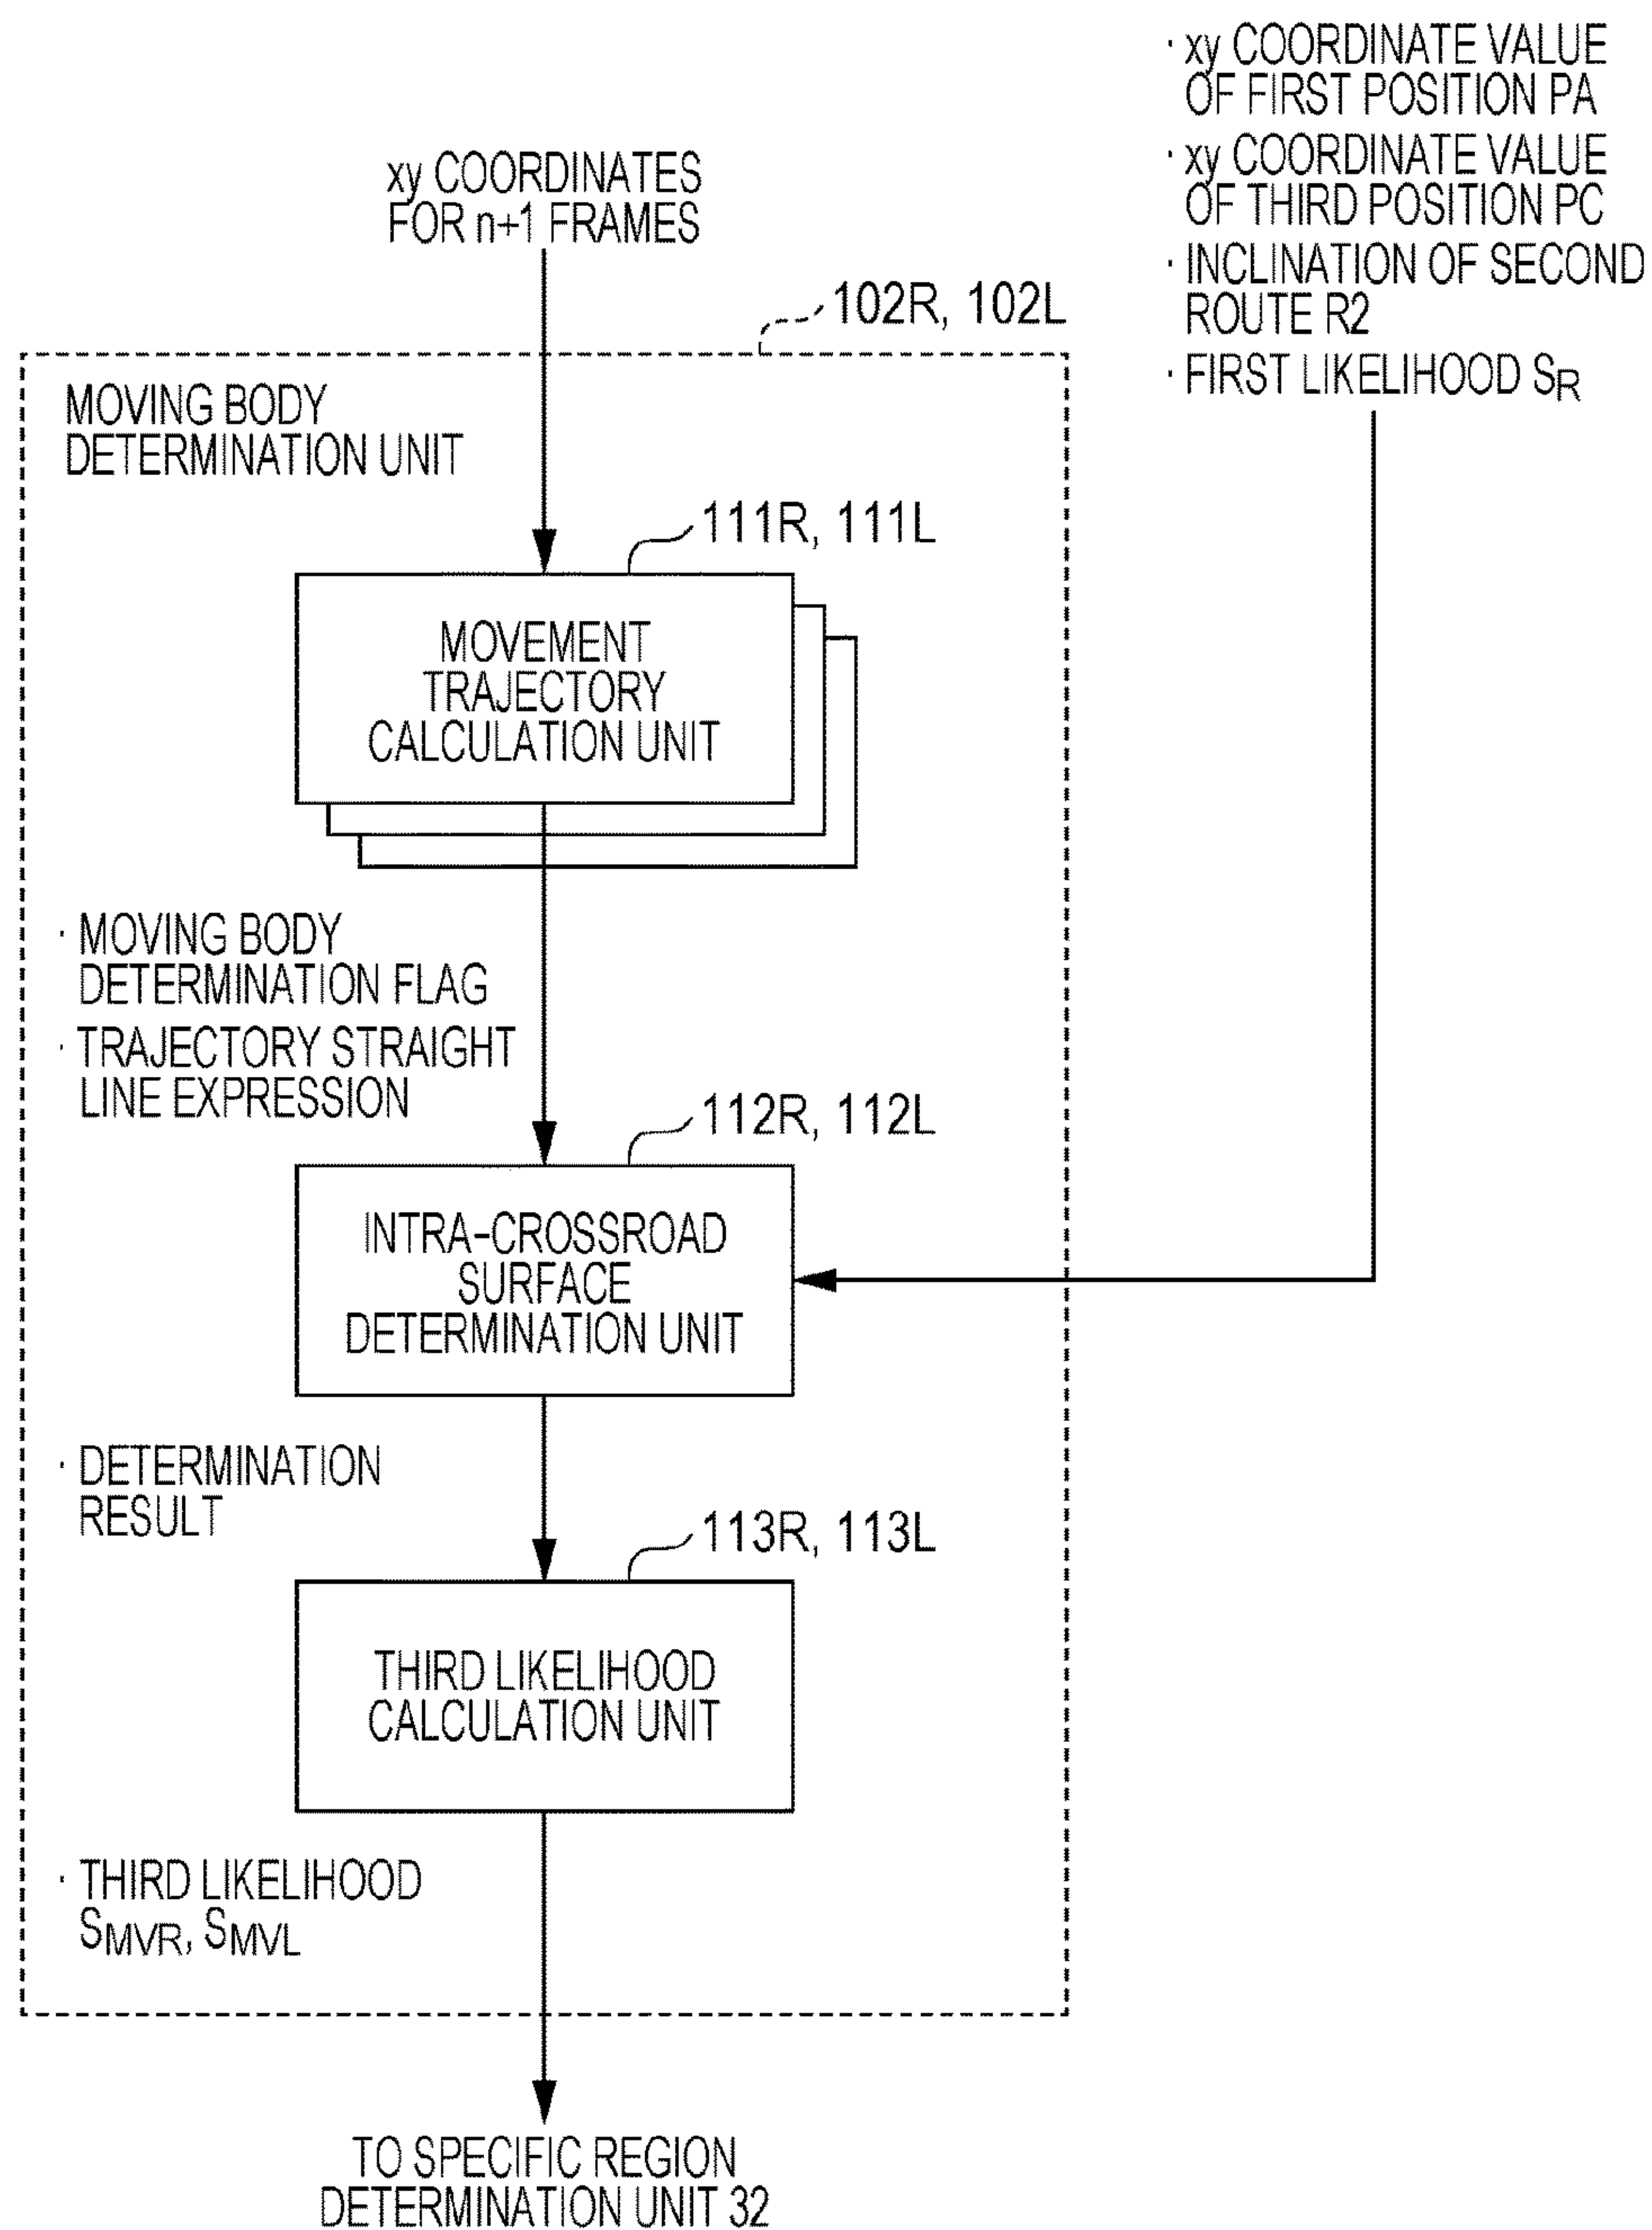 · xy COORDINATE VALUE
OF FIRST POSITION PA
· xy COORDINATE VALUE
OF THIRD POSITION PC
· INCLINATION OF SECOND
ROUTE R2
· FIRST LIKELIHOOD SR
xy COORDINATES
FOR n+1 FRAMES
102R, 102L
MOVING BODY
DETERMINATION UNIT
111R, 111L
MOVEMENT
TRAJECTORY
CALCULATION UNIT
· MOVING BODY
DETERMINATION FLAG
· TRAJECTORY STRAIGHT
LINE EXPRESSION
112R, 112L
INTRA-CROSSROAD
SURFACE
DETERMINATION UNIT
· DETERMINATION
RESULT
113R, 113L
THIRD LIKELIHOOD
CALCULATION UNIT
· THIRD LIKELIHOOD
SMVR, SMVL
TO SPECIFIC REGION
DETERMINATION UNIT 32